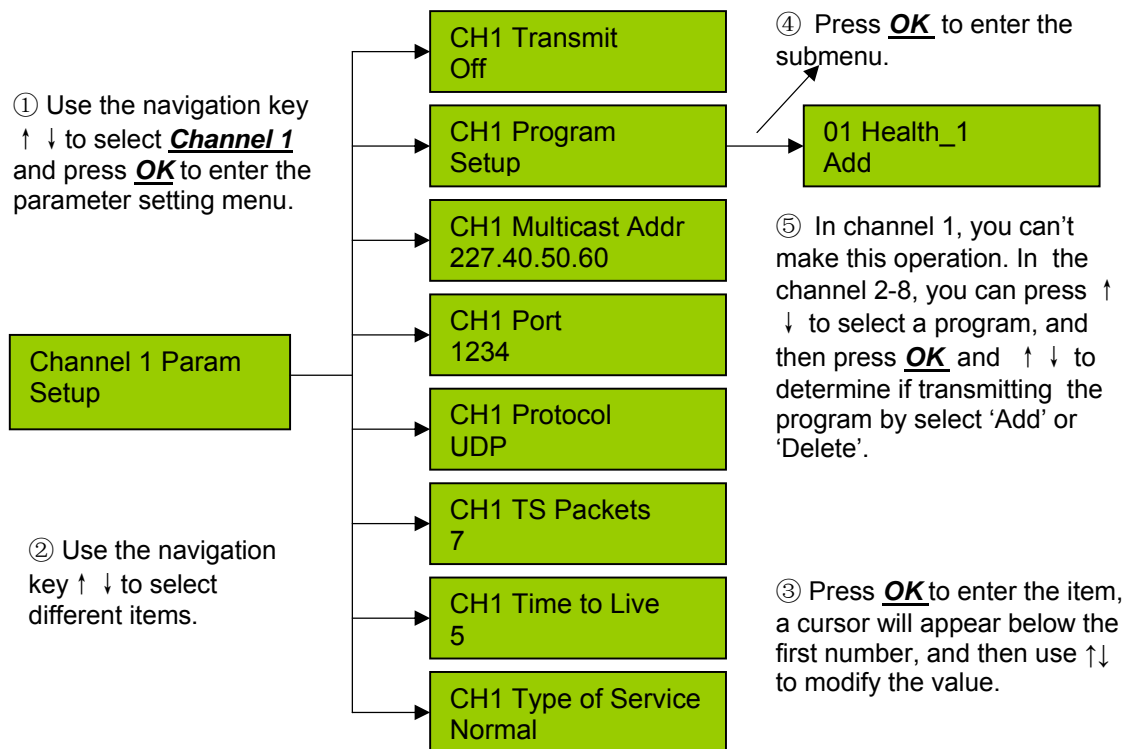 ① Use the navigation key
↑ ↓ to select Channel 1
and press OK to enter the
parameter setting menu.
Channel 1 Param
Setup
② Use the navigation
key ↑ ↓ to select
different items.
CH1 Transmit
Off
CH1 Program
Setup
CH1 Multicast Addr
227.40.50.60
CH1 Port
1234
CH1 Protocol
UDP
CH1 TS Packets
7
CH1 Time to Live
5
CH1 Type of Service
Normal
④ Press OK to enter the
submenu.
01 Health_1
Add
⑤ In channel 1, you can’t
make this operation. In the
channel 2-8, you can press ↑
↓ to select a program, and
then press OK and ↑ ↓ to
determine if transmitting the
program by select ‘Add’ or
‘Delete’.
③ Press OK to enter the item,
a cursor will appear below the
first number, and then use ↑↓
to modify the value.